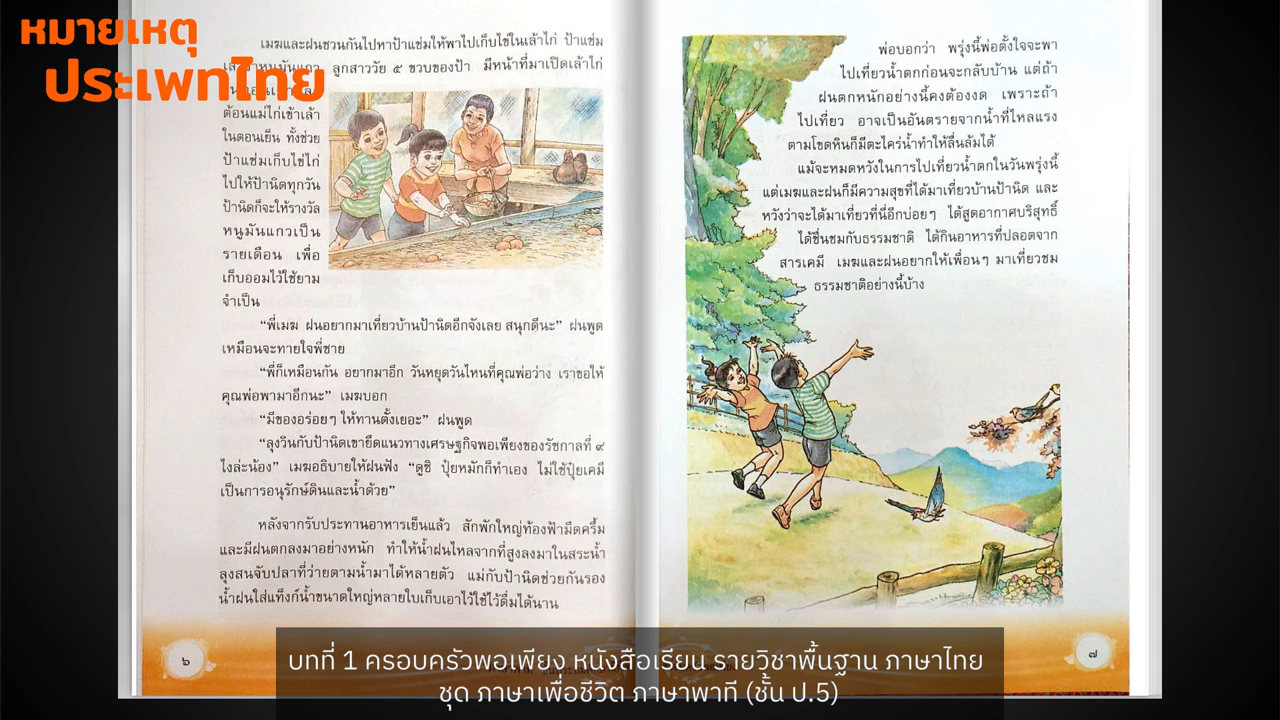 หมายเหตุ
ประเพทไทย
เมฆและฝนชวนกันไปหาป้าแช่มให้พาไปเก็บไข่ในเล้าไก่ ป้าแช่ม
ลูกสาววัย ๕ ขวบของป้า มีหน้าที่มาเปิดเล้าไก่
ต้อนแม่ไก่เข้าเล้า
ในตอนเย็น ทั้งช่วย
ป้าแช่มเก็บไข่ไก่
ไปให้ป้านิดทุกวัน
ป้านิดก็จะให้รางวัล
หนูมันแกวเป็น
รายเดือน เพื่อ
เก็บออมไว้ใช้ยาม
จำเป็น
“พี่เมฆ ฝนอยากมาเที่ยวบ้านป้านิดอีกจังเลย สนุกดีนะ” ฝนพูด
เหมือนจะทายใจพี่ชาย
“พี่ก็เหมือนกัน อยากมาอีก วันหยุดวันไหนที่คุณพ่อว่าง เราขอให้
คุณพ่อพามาอีกนะ” เมฆบอก
“มีของอร่อยๆ ให้ทานตั้งเยอะ” ฝนพูด
“ลุงวันกับป้านิดเขายึดแนวทางเศรษฐกิจพอเพียงของรัชกาลที่ ๙
ไงล่ะน้อง” เมฆอธิบายให้ฝนฟัง “ดูซิ ปุ๋ยหมักก็ทำเอง ไม่ใช้ปุ๋ยเคมี
เป็นการอนุรักษ์ดินและน้ำด้วย”
หลังจากรับประทานอาหารเย็นแล้ว สักพักใหญ่ท้องฟ้ามืดครึ้ม
และมีฝนตกลงมาอย่างหนัก ทำให้น้ำฝนไหลจากที่สูงลงมาในสระน้ำ
ลุงสนจับปลาที่ว่ายตามน้ำมาได้หลายตัว แม่กับป้านิดช่วยกันรอง
น้ำฝนใส่แท็งก์น้ำขนาดใหญ่หลายใบเก็บเอาไว้ใช้ไว้ดื่มได้นาน
๖
พ่อบอกว่า พรุ่งนี้พ่อตั้งใจจะพา
ไปเที่ยวน้ำตกก่อนจะกลับบ้าน แต่ถ้า
ฝนตกหนักอย่างนี้คงต้องงด เพราะถ้า
ไปเที่ยว อาจเป็นอันตรายจากน้ำที่ไหลแรง
ตามโขดหินก็มีตะไคร่น้ำทำให้ลื่นล้มได้
แม้จะหมดหวังในการไปเที่ยวน้ำตกในวันพรุ่งนี้
แต่เมฆและฝนก็มีความสุขที่ได้มาเที่ยวบ้านป้านิด และ
หวังว่าจะได้มาเที่ยวที่นี่อีกบ่อยๆ ได้สูดอากาศบริสุทธิ์
ได้ชื่นชมกับธรรมชาติ ได้กินอาหารที่ปลอดจาก
สารเคมี เมฆและฝนอยากให้เพื่อนๆ มาเที่ยวชม
ธรรมชาติอย่างนี้บ้าง
๗
บทที่ 1 ครอบครัวพอเพียง หนังสือเรียน รายวิชาพื้นฐาน ภาษาไทย
ชุด ภาษาเพื่อชีวิต ภาษาพาที (ชั้น ป.5)